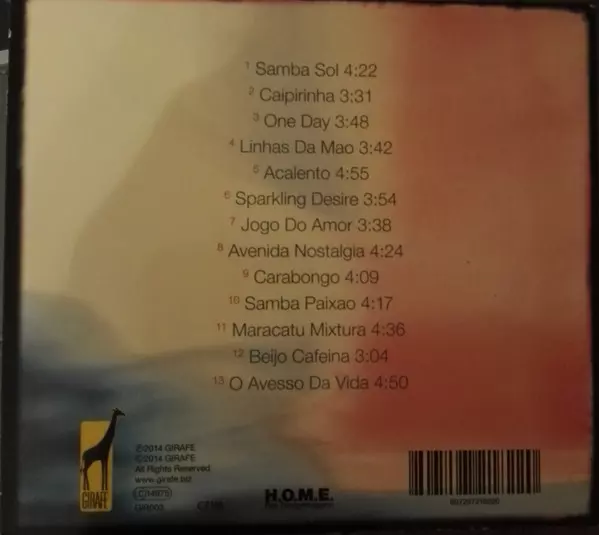 1 Samba Sol 4:22
2 Caipirinha 3:31
3 One Day 3:48
4 Linhas Da Mao 3:42
5 Acalento 4:55
6 Sparkling Desire 3:54
7 Jogo Do Amor 3:38
8 Avenida Nostalgia 4:24
9 Carabongo 4:09
10 Samba Paixao 4:17
11 Maracatu Mixtura 4:36
12 Beijo Cafeina 3:04
13 O Avesso Da Vida 4:50
GIRAFE
℗2014 GIRAFE
©2014 GIRAFE
All Rights Reserved
www.girafe.biz
H.O.M.E.